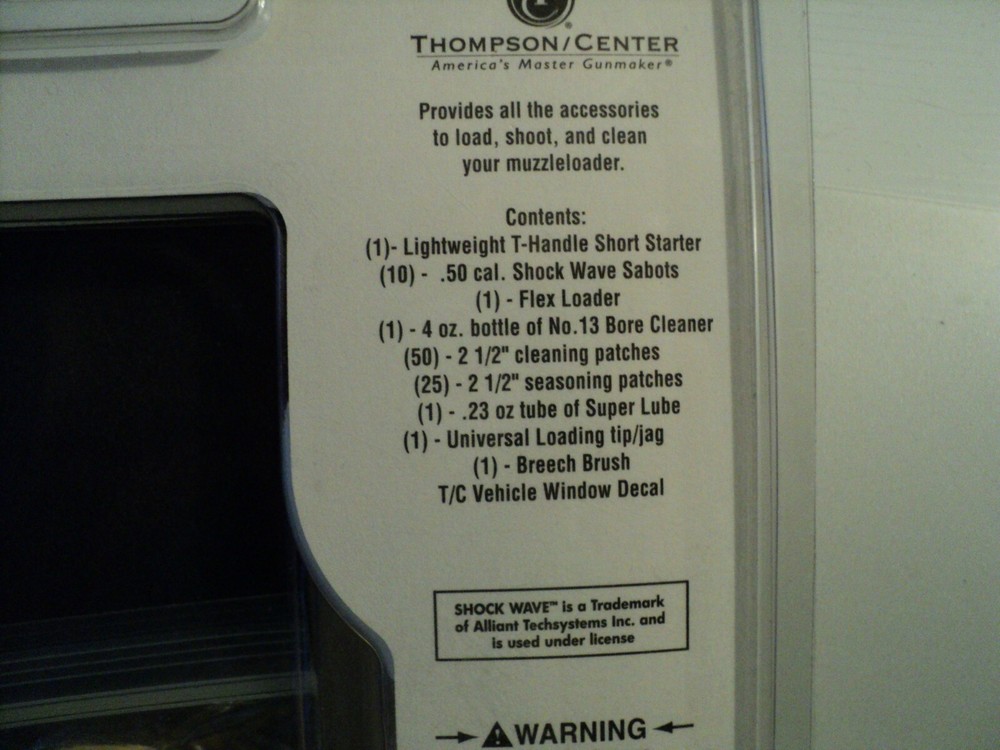 THOMPSON/CENTER
America's Master Gunmaker®
Provides all the accessories
to load, shoot, and clean
your muzzleloader.
Contents:
(1)- Lightweight T-Handle Short Starter
(10) - .50 cal. Shock Wave Sabots
(1) - Flex Loader
(1) - 4 oz. bottle of No.13 Bore Cleaner
(50) - 2 1/2" cleaning patches
(25) - 2 1/2" seasoning patches
(1) - .23 oz tube of Super Lube
(1) - Universal Loading tip/jag
(1) - Breech Brush
T/C Vehicle Window Decal
SHOCK WAVE™ is a Trademark
of Alliant Techsystems Inc. and
is used under license
WARNING